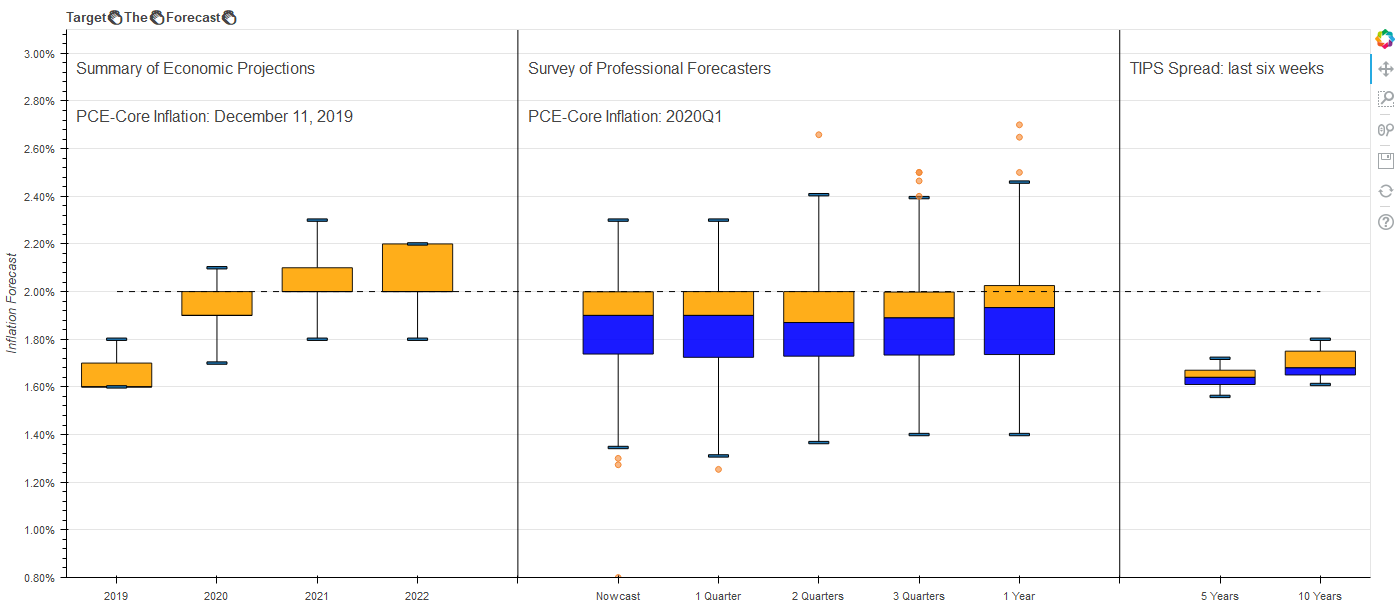 Target👏The👏Forecast👏
3.00%
2.80%
2.60%
2.40%
2.20%
2.00%
1.80%
1.60%
1.40%
1.20%
1.00%
0.80%
Inflation Forecast
Summary of Economic Projections
PCE-Core Inflation: December 11, 2019
Survey of Professional Forecasters
PCE-Core Inflation: 2020Q1
TIPS Spread: last six weeks
2019 2020 2021 2022 Nowcast 1 Quarter 2 Quarters 3 Quarters 1 Year 5 Years 10 Years